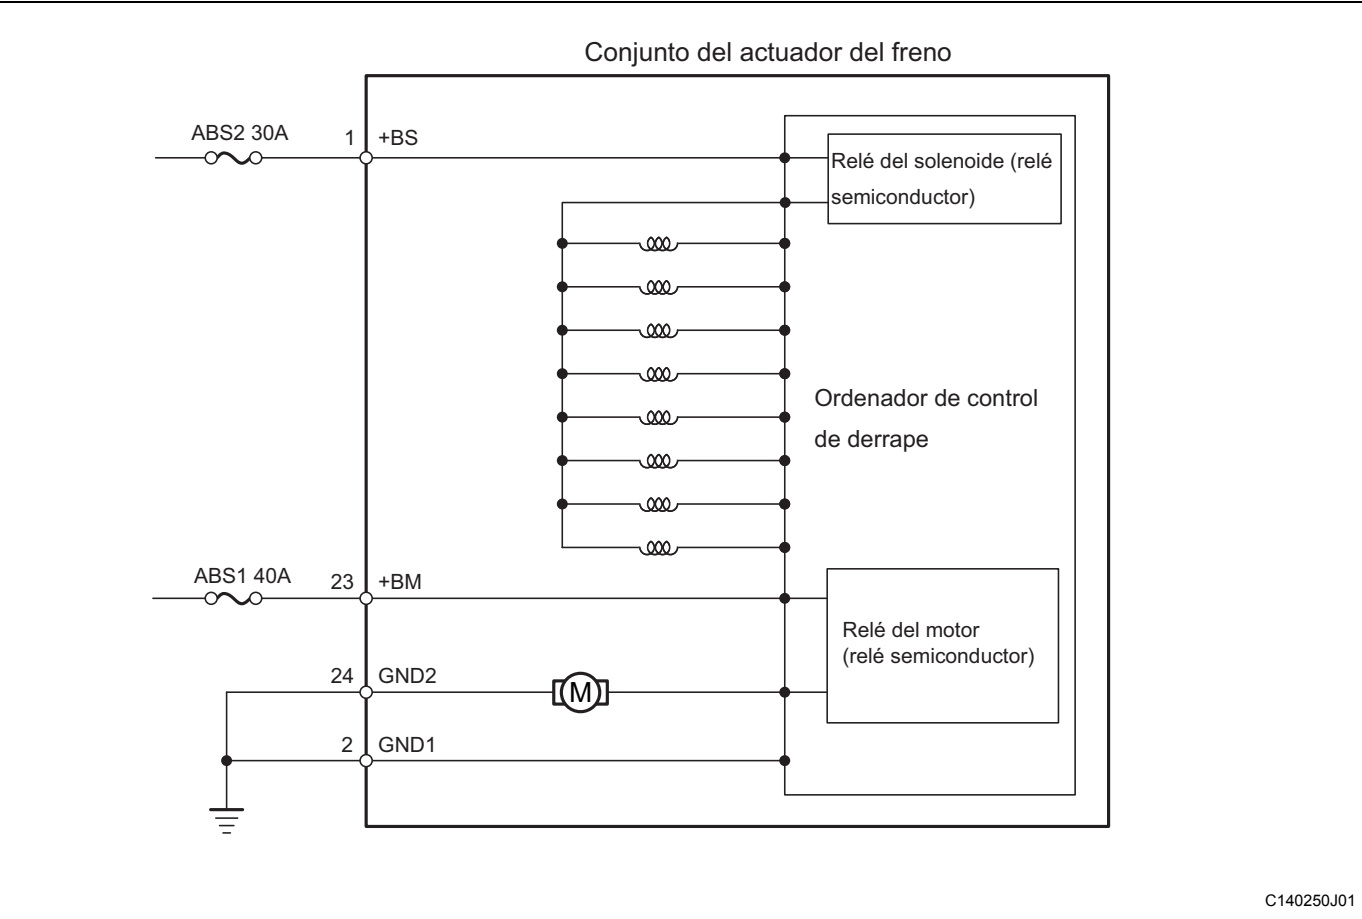 Conjunto del actuador del freno
ABS2 30A
1
+BS
Relé del solenoide (relé
semiconductor)
Ordenador de control
de derrape
ABS1 40A
23
+BM
Relé del motor
(relé semiconductor)
24
GND2
M
2
GND1
C140250J01